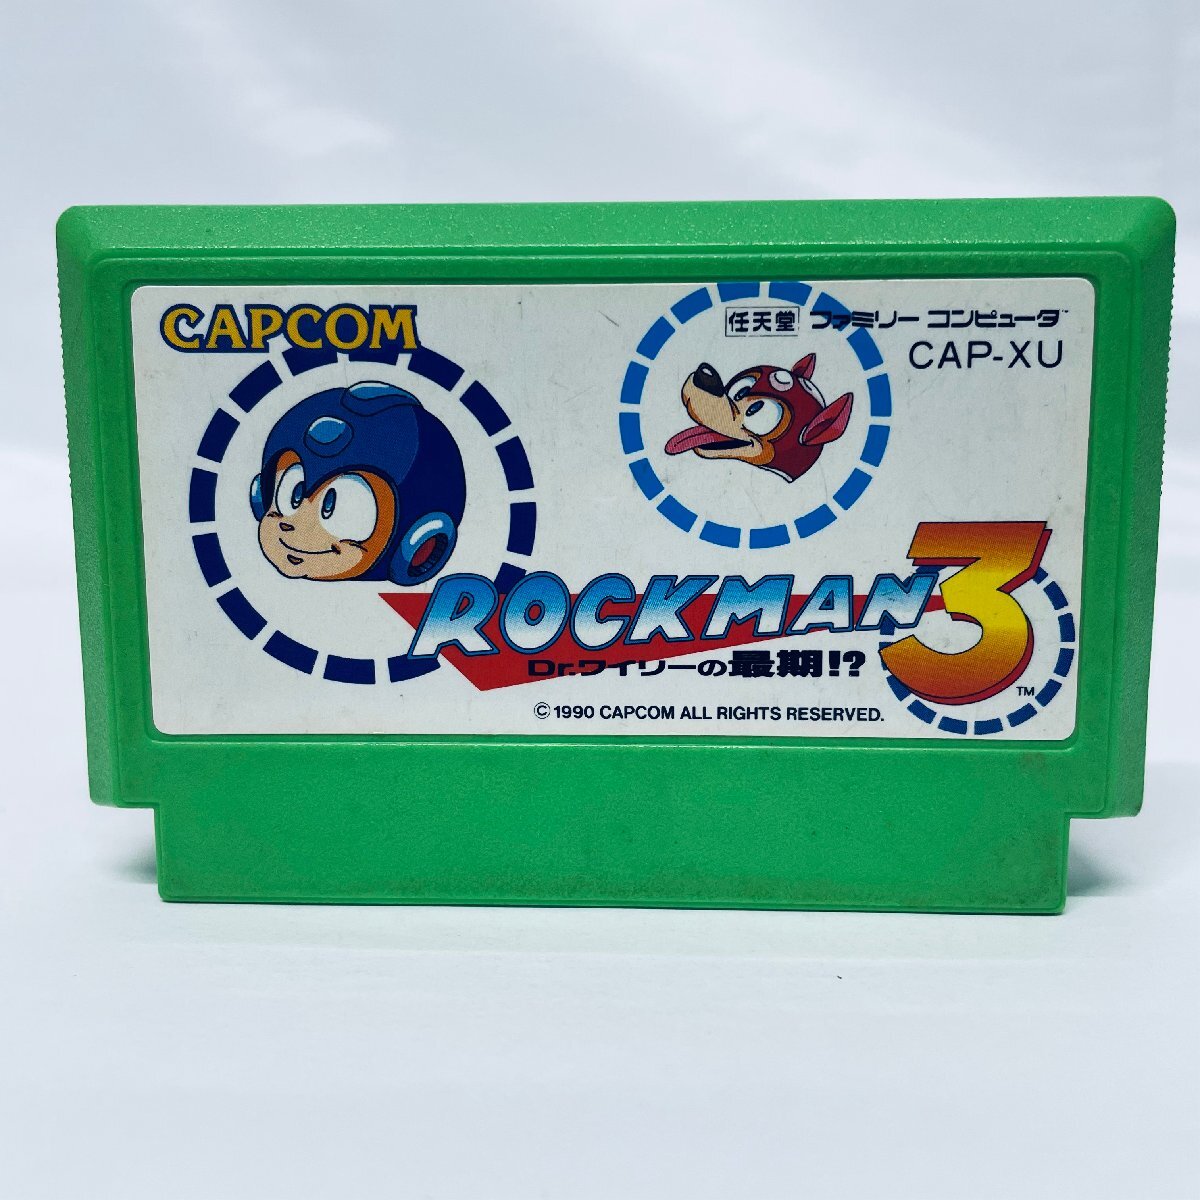 CAPCOM
任天堂 ファミリー コンピュータ™
CAP-XU
ROCKMAN 3
Dr.ワイリーの最期!?
TM
© 1990 CAPCOM ALL RIGHTS RESERVED.